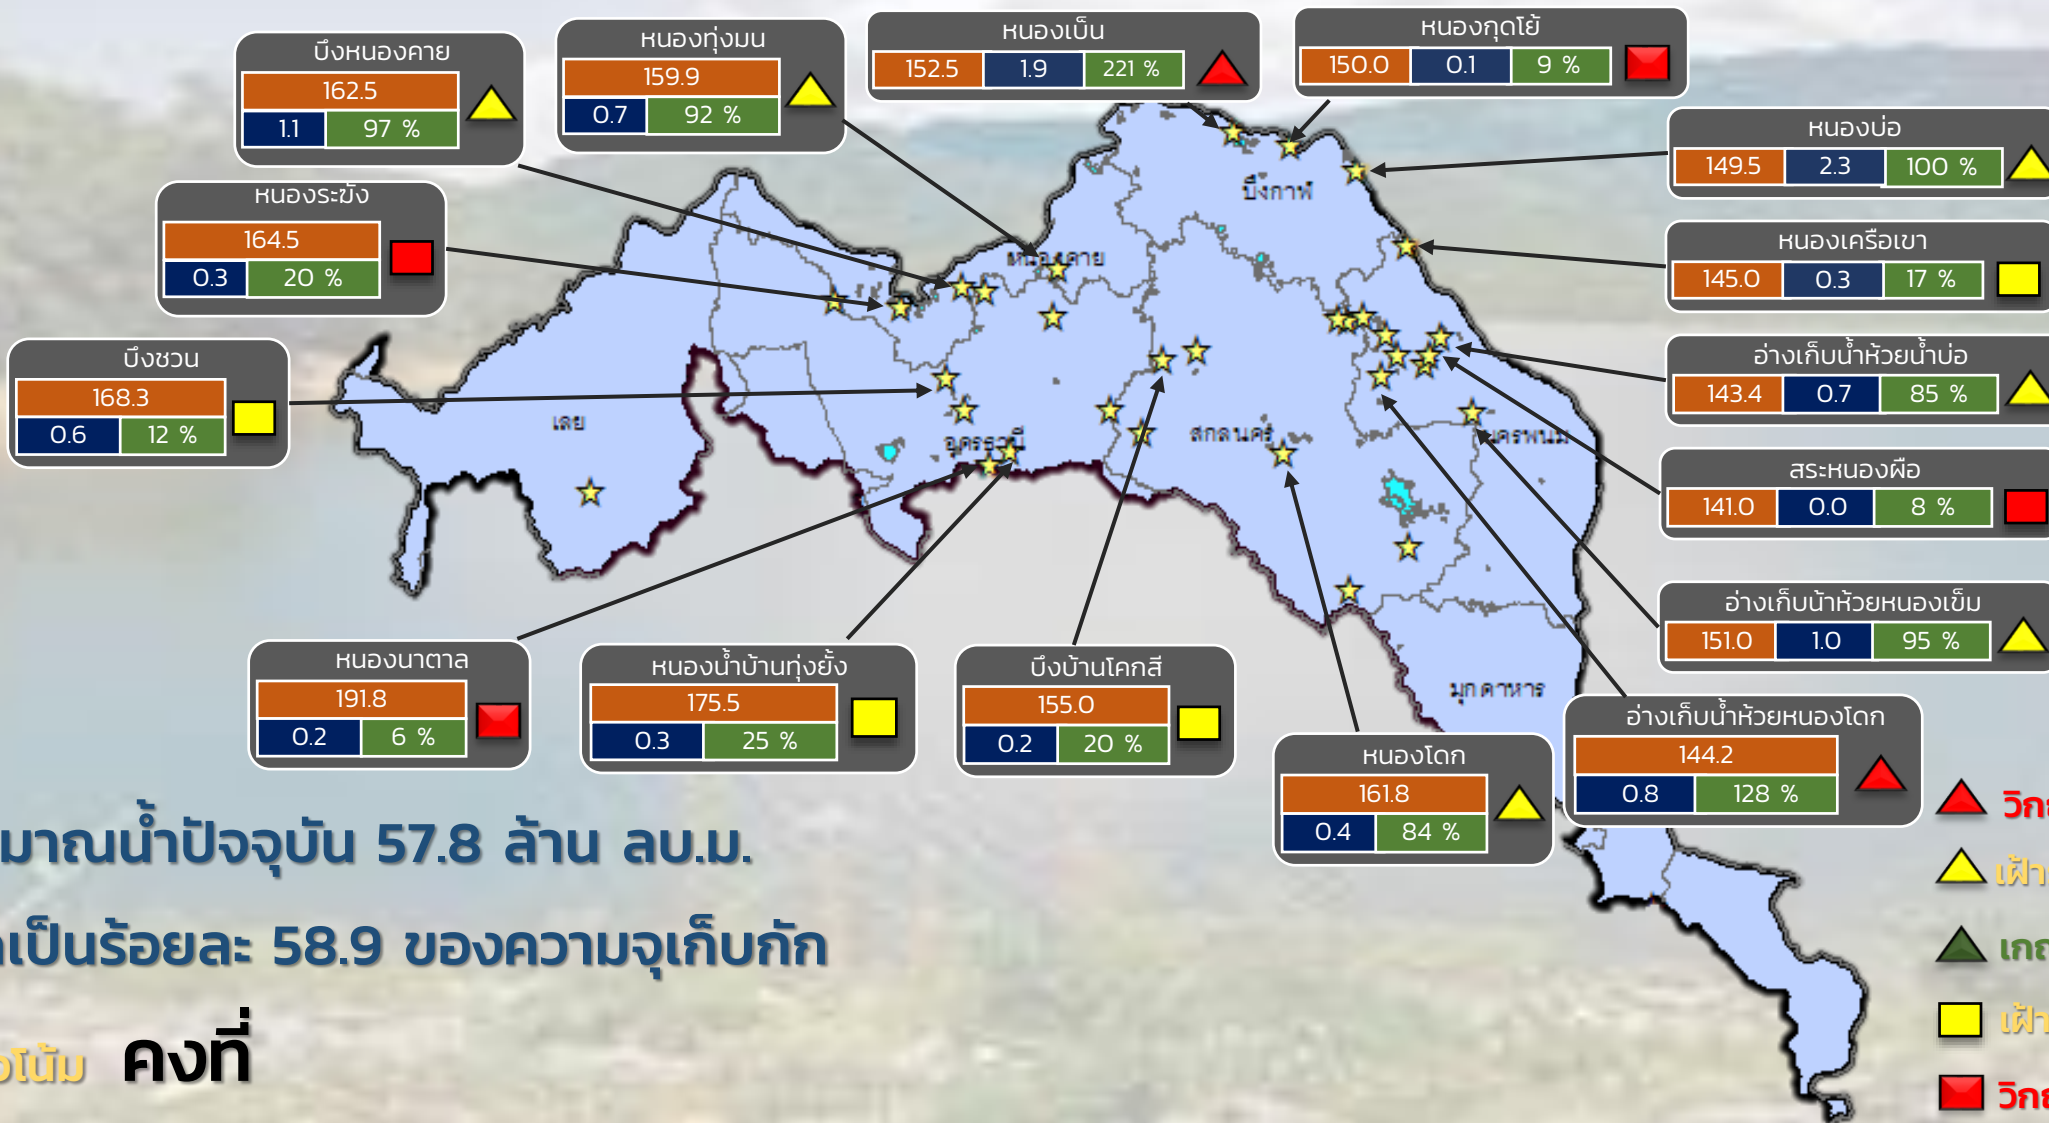 บึงหนองคาย
162.5
1.1 97 %
หนองทุ่งมน
159.9
0.7 92 %
หนองเบ็น
152.5 1.9 221 %
หนองกุดโย้
150.0 0.1 9 %
หนองบ่อ
149.5 2.3 100 %
หนองระฆัง
164.5
0.3 20 %
หนองเครือเขา
145.0 0.3 17 %
บึงชวน
168.3
0.6 12 %
อ่างเก็บน้ำห้วยน้ำบ่อ
143.4 0.7 85 %
สระหนองผือ
141.0 0.0 8 %
อ่างเก็บน้ำห้วยหนองเข็ม
151.0 1.0 95 %
บึงกาฬ
หนองคาย
เลย
อุดรธานี
สกลนคร
นครพนม
มุกดาหาร
หนองนาตาล
191.8
0.2 6 %
หนองน้ำบ้านทุ่งยั้ง
175.5
0.3 25 %
บึงบ้านโคกสี
155.0
0.2 20 %
หนองโดก
161.8
0.4 84 %
อ่างเก็บน้ำห้วยหนองโดก
144.2
0.8 128 %
มาณน้ำปัจจุบัน 57.8 ล้าน ลบ.ม.
เป็นร้อยละ 58.9 ของความจุเก็บกัก
โน้ม คงที่